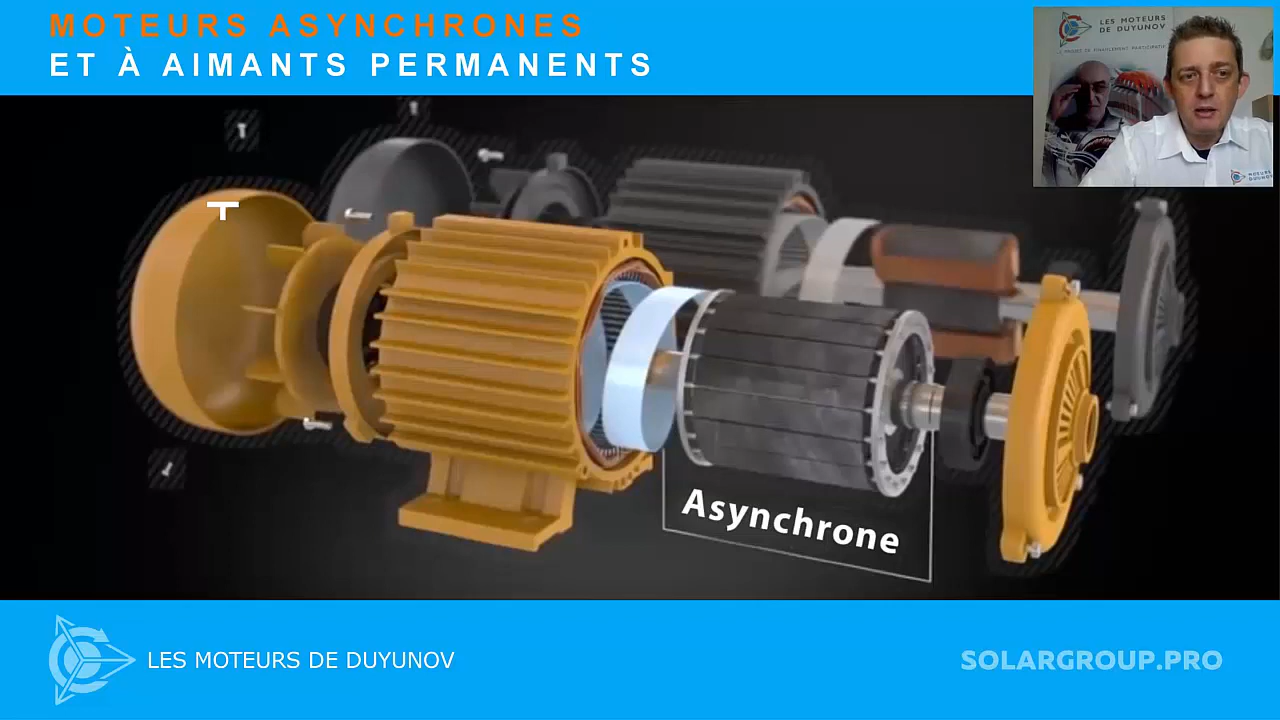 MOTEURS ASYNCHRONES
ET À AIMANTS PERMANENTS
LES MOTEURS
DE DUYUNOV
Asynchrone
LES MOTEURS DE DUYUNOV
SOLARGROUP.PRO